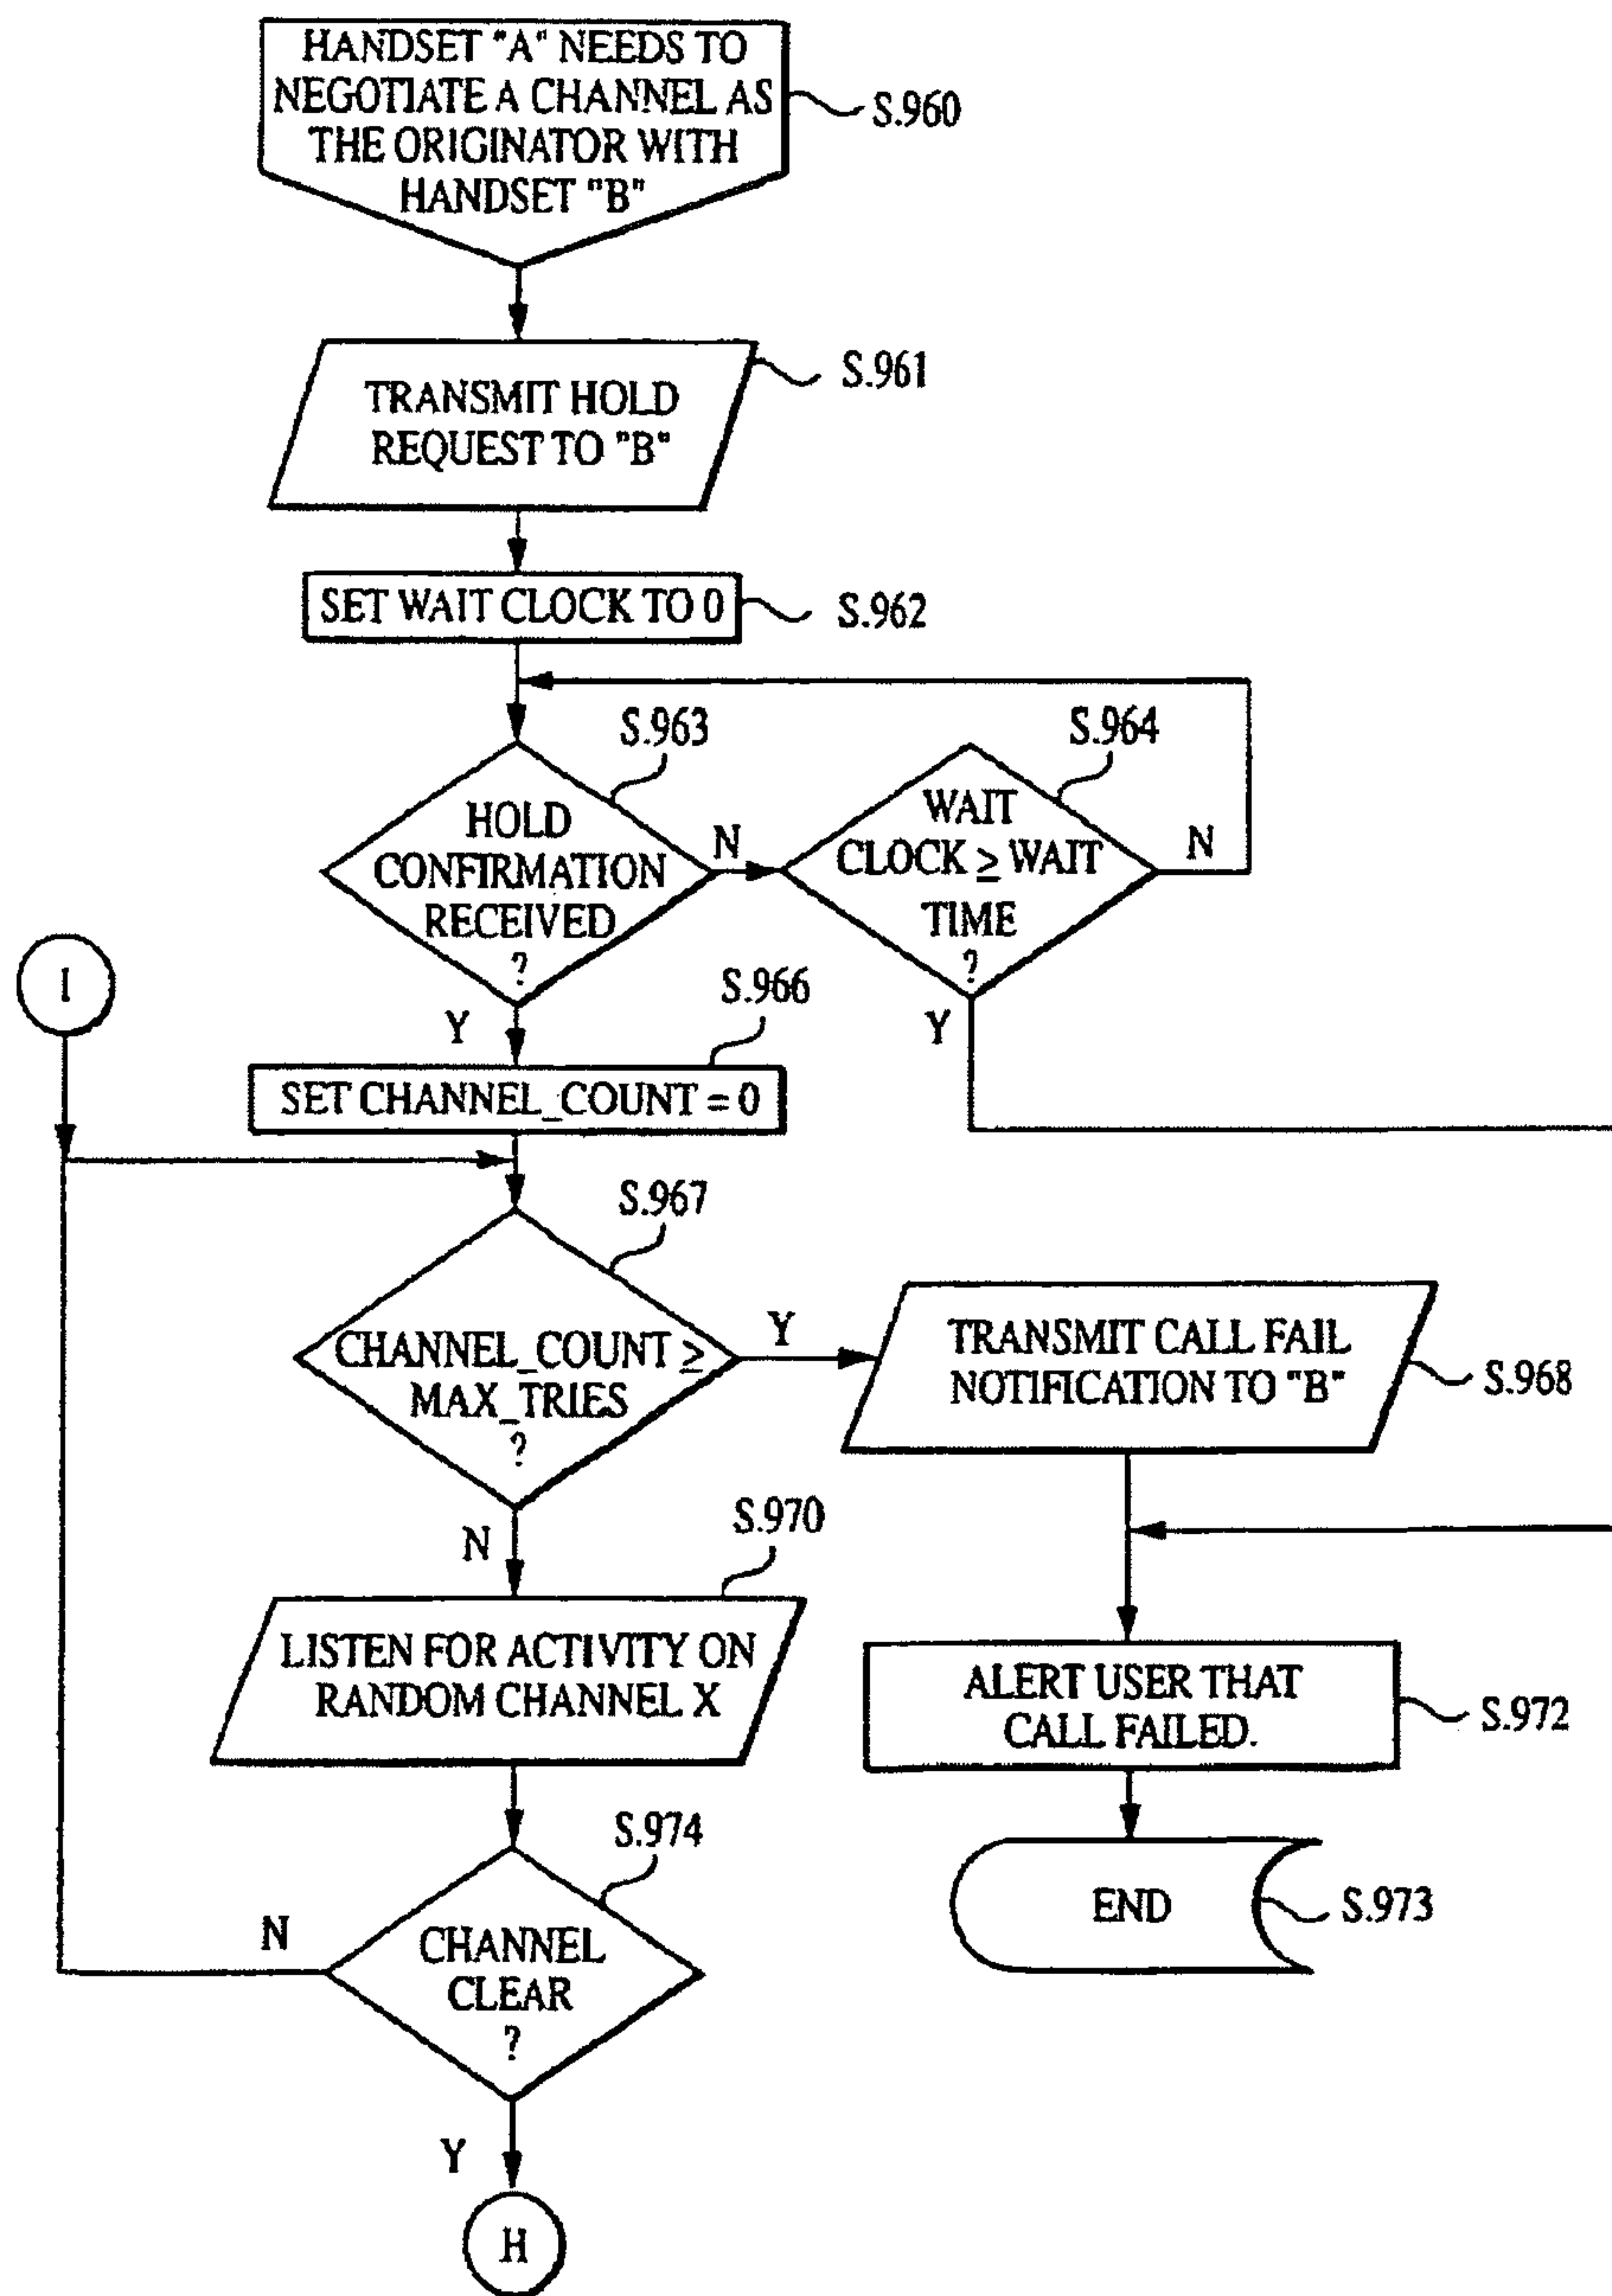 HANDSET "A" NEEDS TO
NEGOTIATE A CHANNEL AS
THE ORIGINATOR WITH
HANDSET "B"
S.960
TRANSMIT HOLD
REQUEST TO "B"
S.961
SET WAIT CLOCK TO 0
S.962
S.963
HOLD
CONFIRMATION
RECEIVED
?
N
Y
S.964
WAIT
CLOCK ≥ WAIT
TIME
?
N
Y
I
S.966
SET CHANNEL_COUNT = 0
S.967
CHANNEL_COUNT ≥
MAX_TRIES
?
Y
N
TRANSMIT CALL FAIL
NOTIFICATION TO "B"
S.968
S.970
LISTEN FOR ACTIVITY ON
RANDOM CHANNEL X
ALERT USER THAT
CALL FAILED.
S.972
S.974
CHANNEL
CLEAR
?
N
Y
END
S.973
H